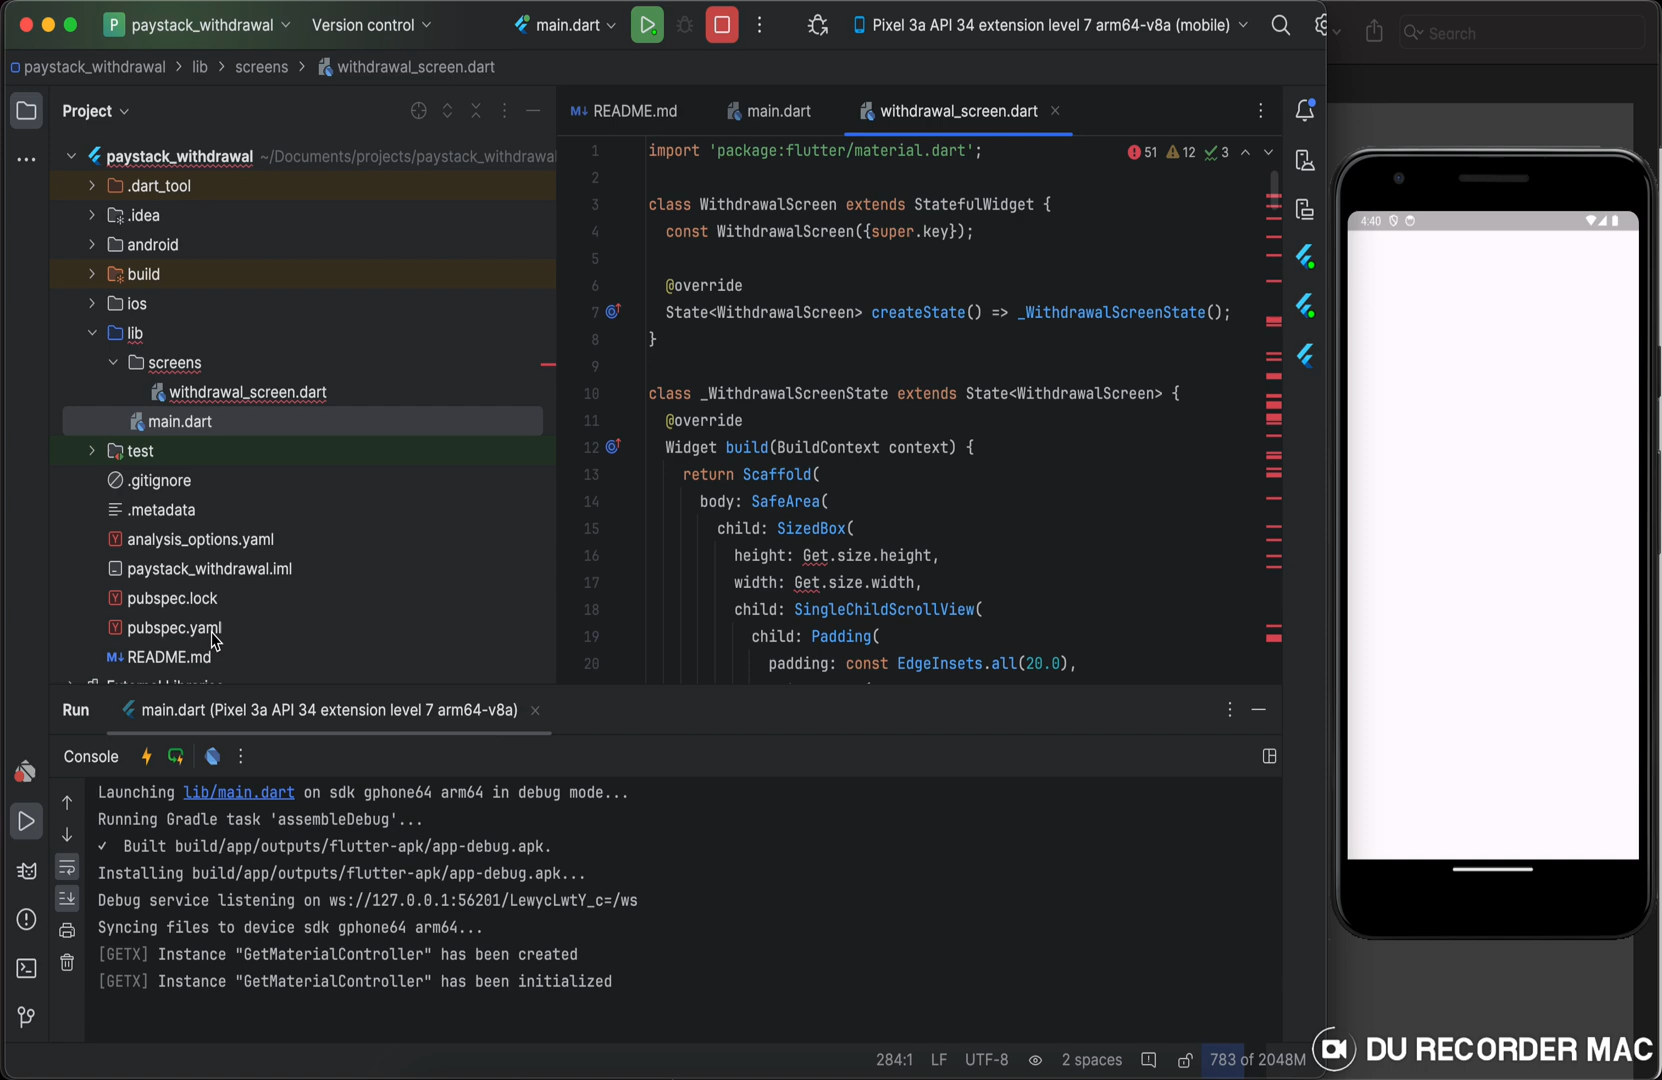 P paystack_withdrawal
Version control
main.dart
Pixel 3a API 34 extension level 7 arm64-v8a (mobile)
Search
paystack_withdrawal > lib > screens > withdrawal_screen.dart
Project
README.md
main.dart
withdrawal_screen.dart
paystack_withdrawal ~/Documents/projects/paystack_withdrawal
.dart_tool
.idea
android
build
ios
lib
screens
withdrawal_screen.dart
main.dart
test
.gitignore
.metadata
analysis_options.yaml
paystack_withdrawal.iml
pubspec.lock
pubspec.yaml
README.md
51 12 3
1 import 'package:flutter/material.dart';
2
3 class WithdrawalScreen extends StatefulWidget {
4 const WithdrawalScreen({super.key});
5
6 @override
7 State<WithdrawalScreen> createState() => _WithdrawalScreenState();
8 }
9
10 class _WithdrawalScreenState extends State<WithdrawalScreen> {
11 @override
12 Widget build(BuildContext context) {
13 return Scaffold(
14 body: SafeArea(
15 child: SizedBox(
16 height: Get.size.height,
17 width: Get.size.width,
18 child: SingleChildScrollView(
19 child: Padding(
20 padding: const EdgeInsets.all(20.0),
4:40
Run
main.dart (Pixel 3a API 34 extension level 7 arm64-v8a)
Console
Launching lib/main.dart on sdk gphone64 arm64 in debug mode...
Running Gradle task 'assembleDebug'...
✓ Built build/app/outputs/flutter-apk/app-debug.apk.
Installing build/app/outputs/flutter-apk/app-debug.apk...
Debug service listening on ws://127.0.0.1:56201/LewycLwtY_c=/ws
Syncing files to device sdk gphone64 arm64...
[GETX] Instance "GetMaterialController" has been created
[GETX] Instance "GetMaterialController" has been initialized
284:1 LF UTF-8 2 spaces 783 of 2048M
DU RECORDER MAC